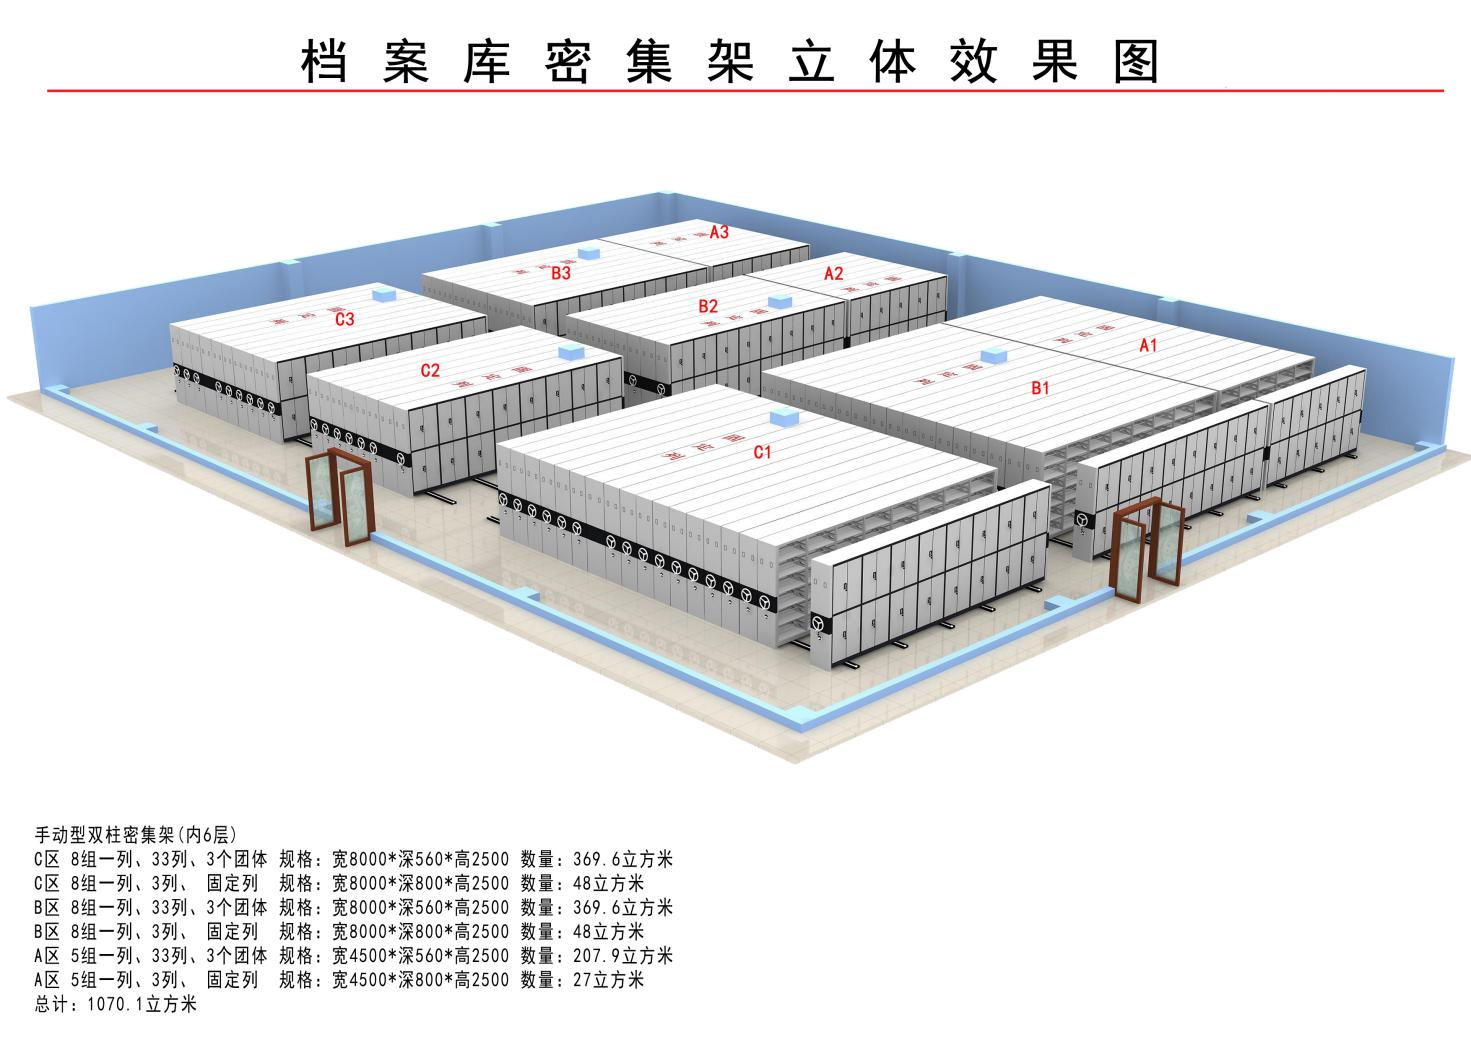 档案库密集架立体效果图
A3
B3
A2
B2
C3
A1
C2
B1
C1
手动型双柱密集架(内6层)
C区 8组一列、33列、3个团体 规格：宽8000*深560*高2500 数量：369.6立方米
C区 8组一列、3列、 固定列 规格：宽8000*深800*高2500 数量：48立方米
B区 8组一列、33列、3个团体 规格：宽8000*深560*高2500 数量：369.6立方米
B区 8组一列、3列、 固定列 规格：宽8000*深800*高2500 数量：48立方米
A区 5组一列、33列、3个团体 规格：宽4500*深560*高2500 数量：207.9立方米
A区 5组一列、3列、 固定列 规格：宽4500*深800*高2500 数量：27立方米
总计：1070.1立方米